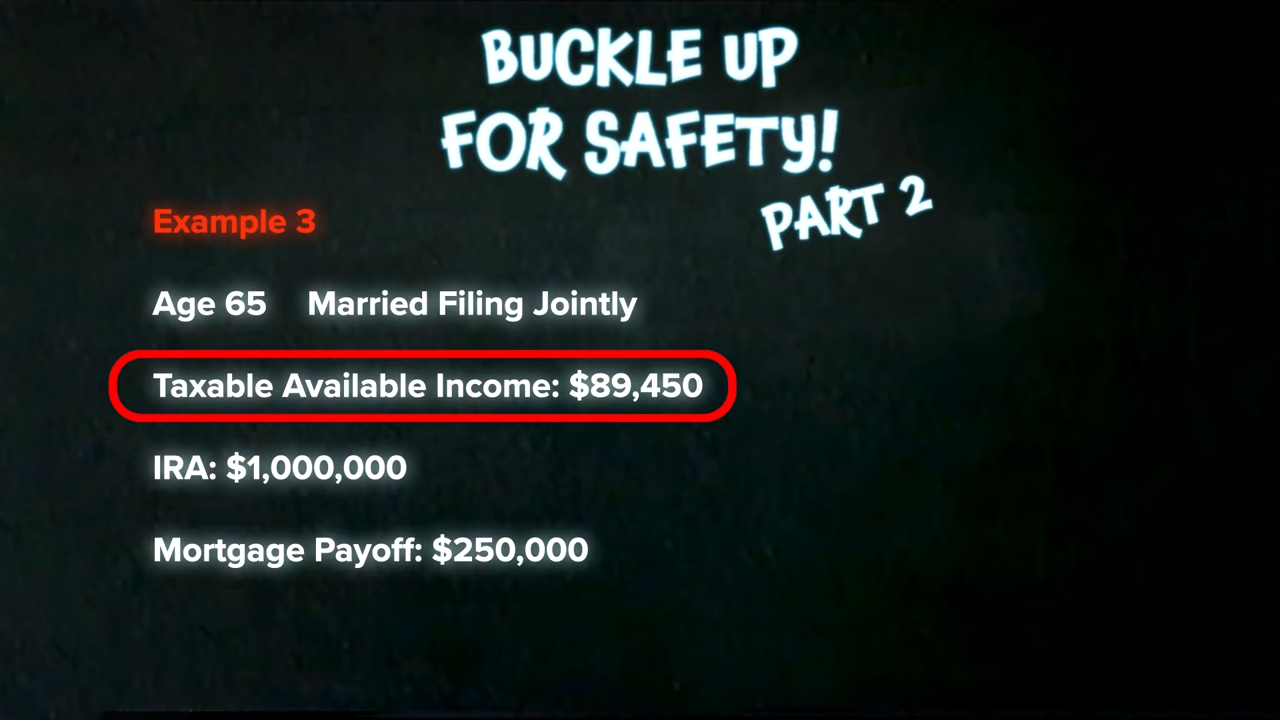 BUCKLE UP
FOR SAFETY!
PART 2
Example 3
Age 65 Married Filing Jointly
Taxable Available Income: $89,450
IRA: $1,000,000
Mortgage Payoff: $250,000